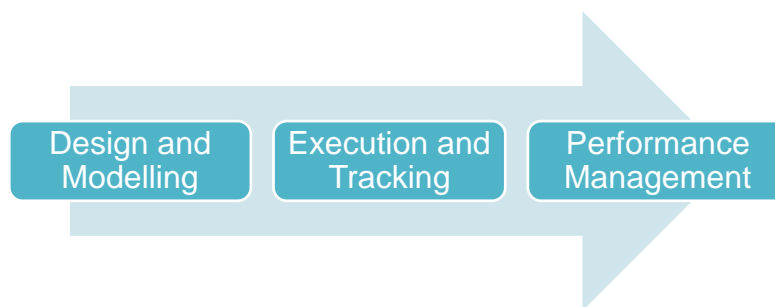 Design and
Modelling
Execution and
Tracking
Performance
Management